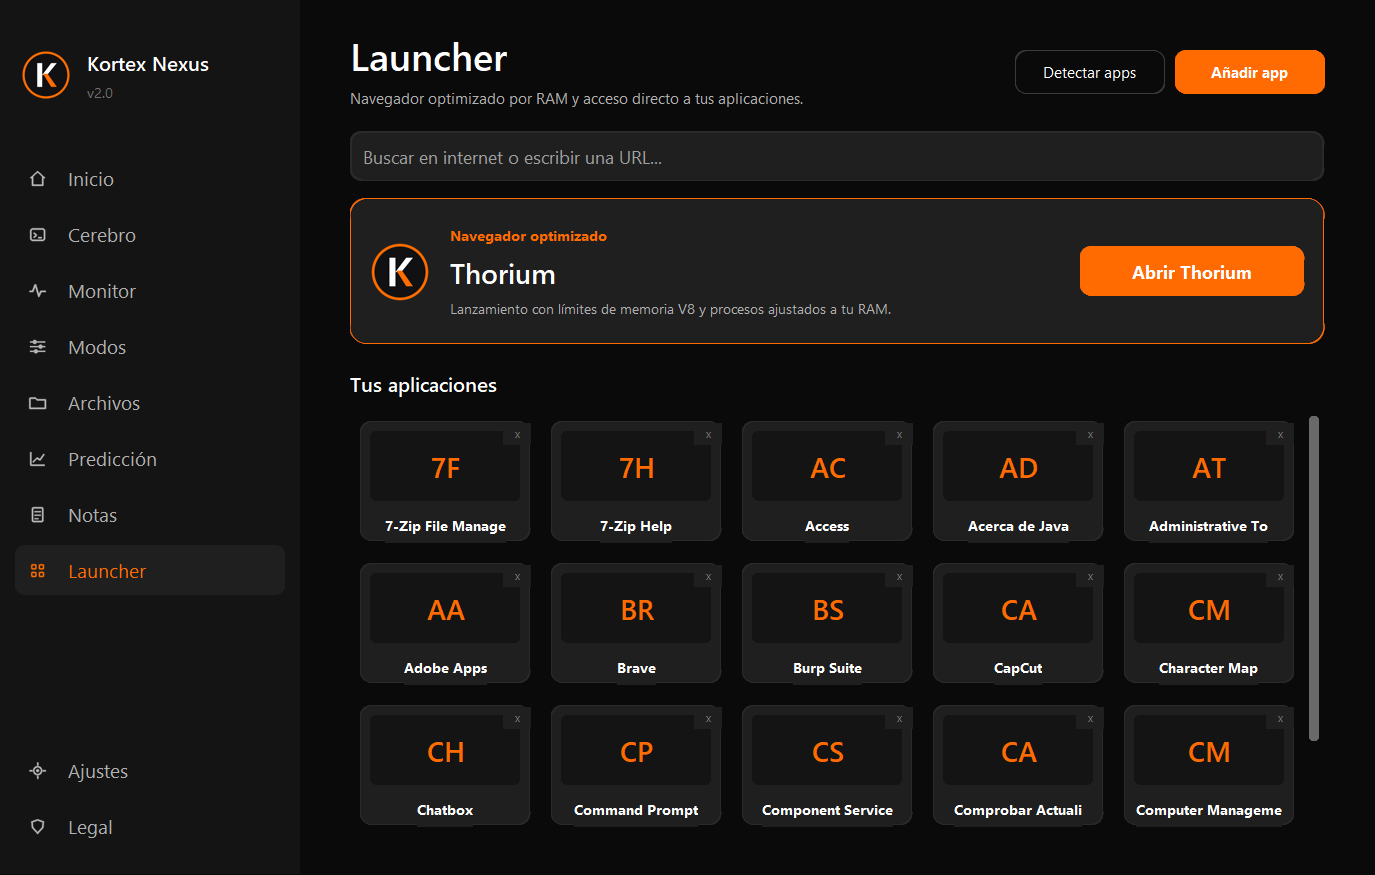 Kortex Nexus
v2.0
Inicio
Cerebro
Monitor
Modos
Archivos
Predicción
Notas
Launcher
Ajustes
Legal
Launcher
Navegador optimizado por RAM y acceso directo a tus aplicaciones.
Detectar apps
Añadir app
Buscar en internet o escribir una URL...
K
Navegador optimizado
Thorium
Lanzamiento con límites de memoria V8 y procesos ajustados a tu RAM.
Abrir Thorium
Tus aplicaciones
x
7F
7-Zip File Manage
x
7H
7-Zip Help
x
AC
Access
x
AD
Acerca de Java
x
AT
Administrative To
x
AA
Adobe Apps
x
BR
Brave
x
BS
Burp Suite
x
CA
CapCut
x
CM
Character Map
x
CH
Chatbox
x
CP
Command Prompt
x
CS
Component Service
x
CA
Comprobar Actuali
x
CM
Computer Manageme